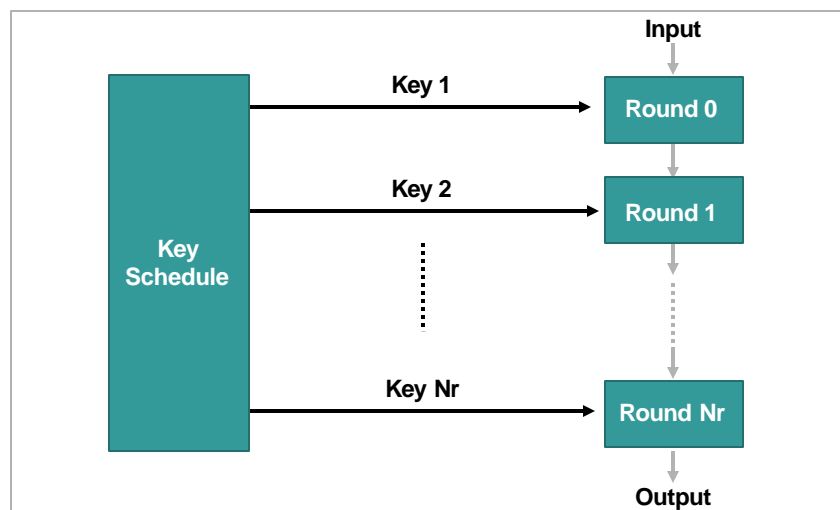 Input
Key 1
Round 0
Key 2
Round 1
Key
Schedule
Key Nr
Round Nr
Output